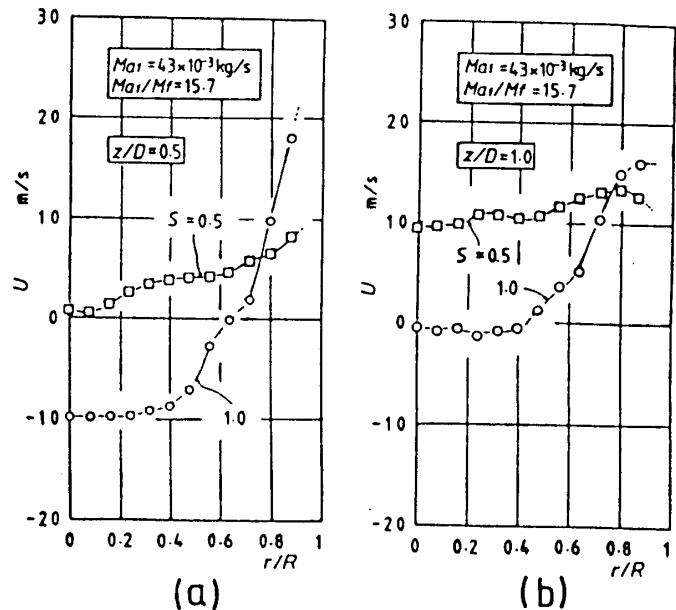 30
20
10
0
-10
-20
m/s
U
Ma1 = 43×10⁻³ kg/s
Ma1/Mf = 15.7
z/D = 0.5
S = 0.5
1.0
0 0.2 0.4 0.6 0.8 1
r/R
(a)
30
20
10
0
-10
-20
m/s
U
Ma1 = 43×10⁻³ kg/s
Ma1/Mf = 15.7
z/D = 1.0
S = 0.5
1.0
0 0.2 0.4 0.6 0.8 1
r/R
(b)